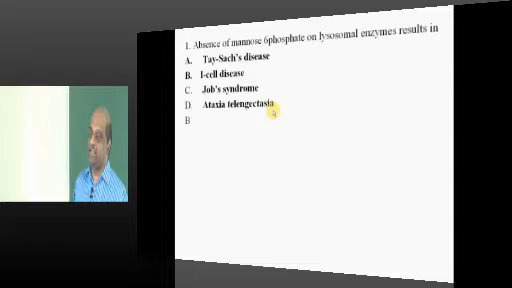 1. Absence of mannose 6phosphate on lysosomal enzymes results in
A. Tay-Sach's disease
B. I-cell disease
C. Job's syndrome
D. Ataxia telengectasia
B